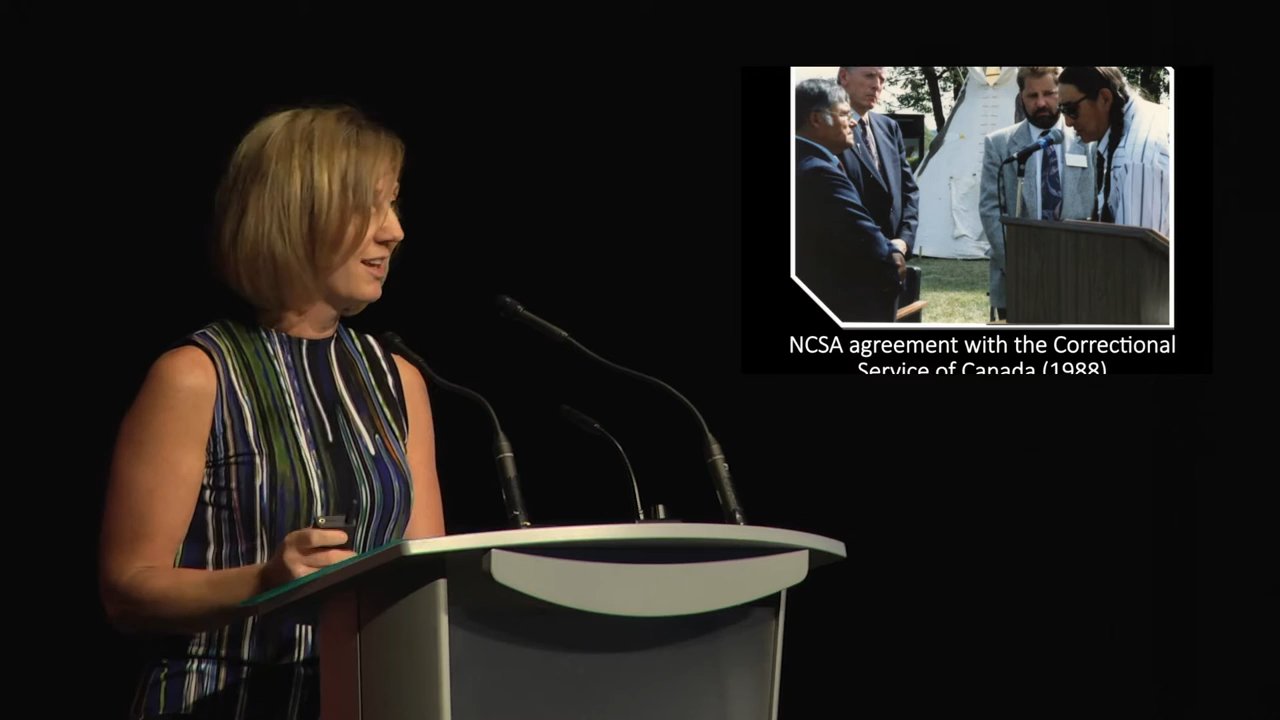 NCSA agreement with the Correctional
Service of Canada (1988)